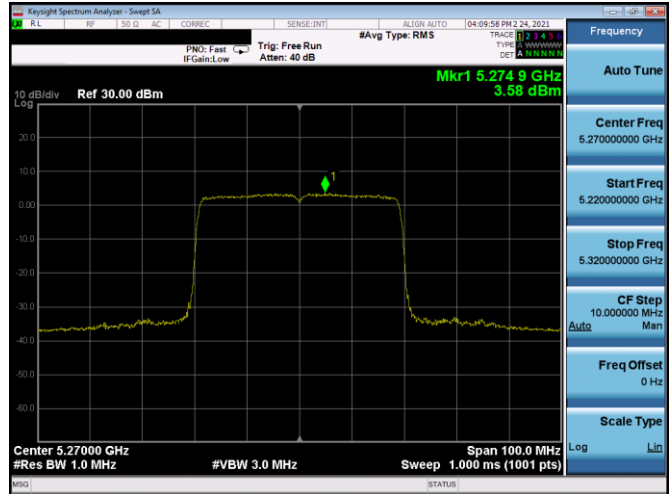 Keysight Spectrum Analyzer - Swept SA
RL RF 50 Ω AC CORREC SENSE:INT ALIGN AUTO 04:09:58 PM 2 24, 2021
#Avg Type: RMS TRACE 1 2 3 4 5 6
PNO: Fast Trig: Free Run TYPE A WWWWW
IFGain:Low Atten: 40 dB DET A N N N N N
Mkr1 5.274 9 GHz
3.58 dBm
10 dB/div Ref 30.00 dBm
Log
20.0
1
0.00
-10.0
-20.0
-30.0
-40.0
-60.0
Center 5.27000 GHz Span 100.0 MHz
#Res BW 1.0 MHz #VBW 3.0 MHz Sweep 1.000 ms (1001 pts)
MSG STATUS
Frequency
Auto Tune
Center Freq
5.270000000 GHz
Start Freq
5.220000000 GHz
Stop Freq
5.320000000 GHz
CF Step
10.000000 MHz
Auto Man
Freq Offset
0 Hz
Scale Type
Log Lin